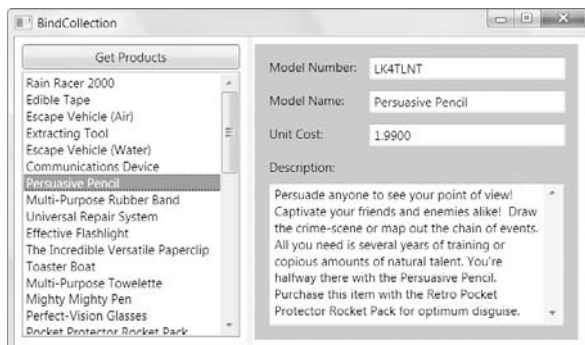 BindCollection
Get Products
Rain Racer 2000
Edible Tape
Escape Vehicle (Air)
Extracting Tool
Escape Vehicle (Water)
Communications Device
Persuasive Pencil
Multi-Purpose Rubber Band
Universal Repair System
Effective Flashlight
The Incredible Versatile Paperclip
Toaster Boat
Multi-Purpose Towelette
Mighty Mighty Pen
Perfect-Vision Glasses
Pocket Protector Rocket Pack
Model Number: LK4TLNT
Model Name: Persuasive Pencil
Unit Cost: 1.9900
Description:
Persuade anyone to see your point of view!
Captivate your friends and enemies alike! Draw
the crime-scene or map out the chain of events.
All you need is several years of training or
copious amounts of natural talent. You're
halfway there with the Persuasive Pencil.
Purchase this item with the Retro Pocket
Protector Rocket Pack for optimum disguise.